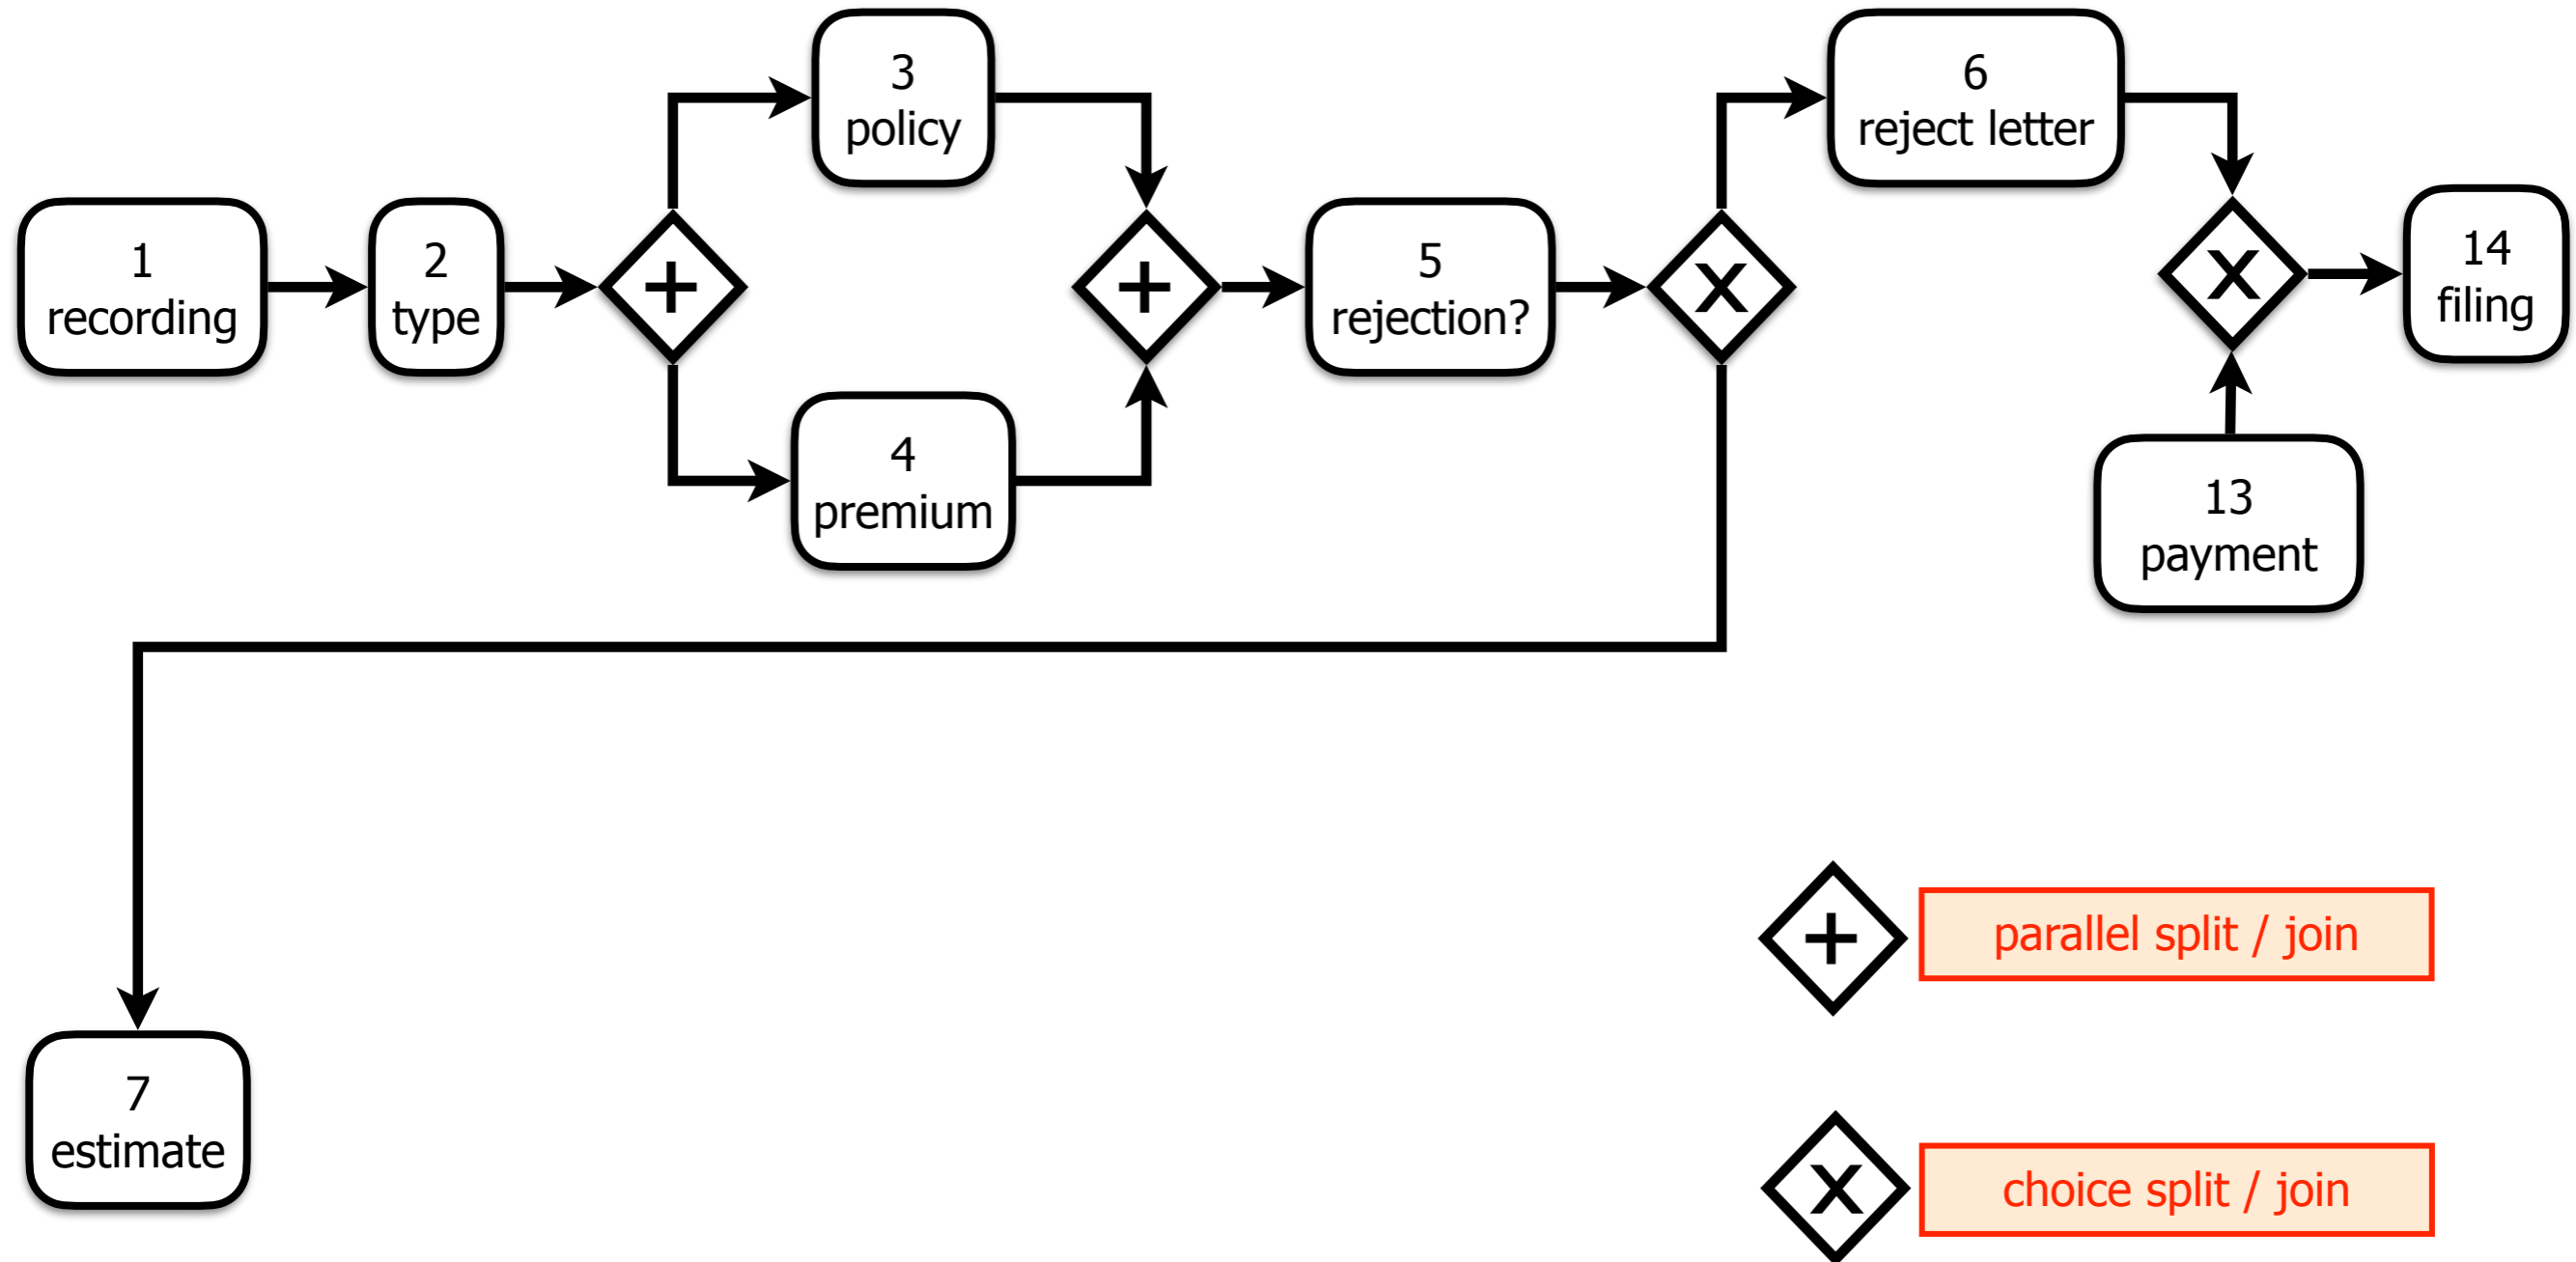 1
recording
2
type
+
3
policy
4
premium
+
5
rejection?
X
6
reject letter
X
13
payment
14
filing
7
estimate
+
parallel split / join
X
choice split / join